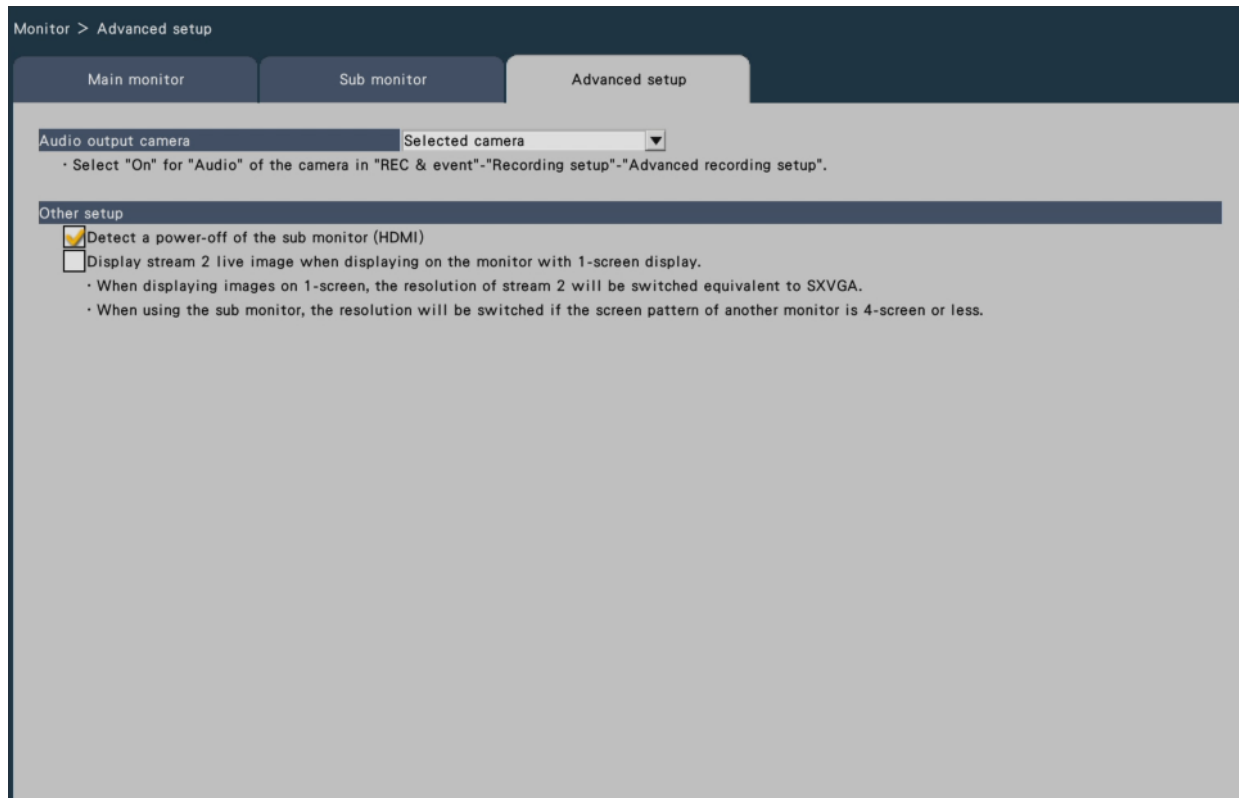 Monitor > Advanced setup
Main monitor
Sub monitor
Advanced setup
Audio output camera
Selected camera
· Select "On" for "Audio" of the camera in "REC & event"-"Recording setup"-"Advanced recording setup".
Other setup
Detect a power-off of the sub monitor (HDMI)
Display stream 2 live image when displaying on the monitor with 1-screen display.
· When displaying images on 1-screen, the resolution of stream 2 will be switched equivalent to SXVGA.
· When using the sub monitor, the resolution will be switched if the screen pattern of another monitor is 4-screen or less.